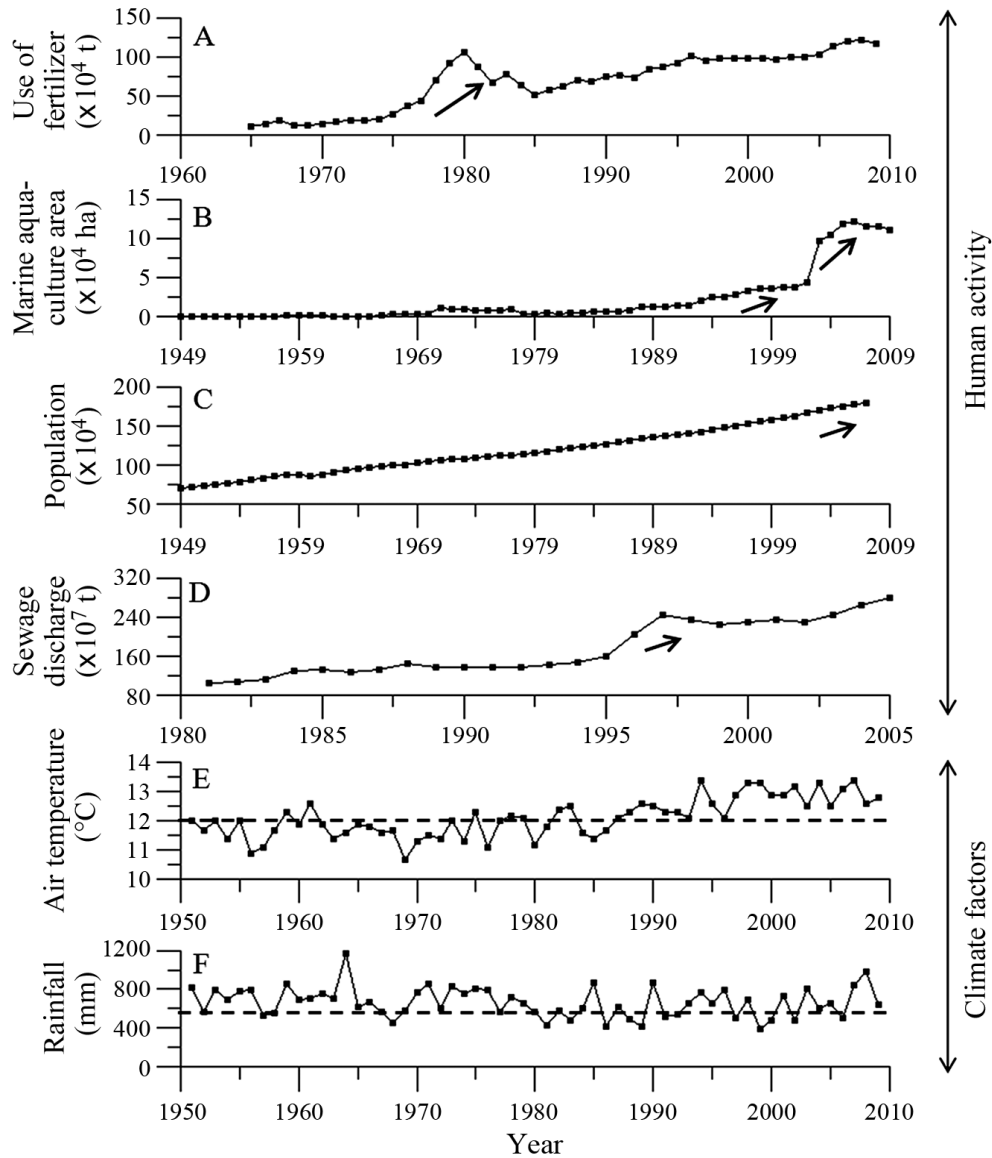 A
Use of
fertilizer
(x10⁴ t)
150
100
50
0
1960 1970 1980 1990 2000 2010
B
Marine aqua-
culture area
(x10⁴ ha)
15
10
5
0
1949 1959 1969 1979 1989 1999 2009
C
Population
(x10⁴)
200
150
100
50
1949 1959 1969 1979 1989 1999 2009
D
Sewage
discharge
(x10⁷ t)
320
240
160
80
1980 1985 1990 1995 2000 2005
Human activity
E
Air temperature
(°C)
14
13
12
11
10
1950 1960 1970 1980 1990 2000 2010
F
Rainfall
(mm)
1200
800
400
0
1950 1960 1970 1980 1990 2000 2010
Climate factors
Year